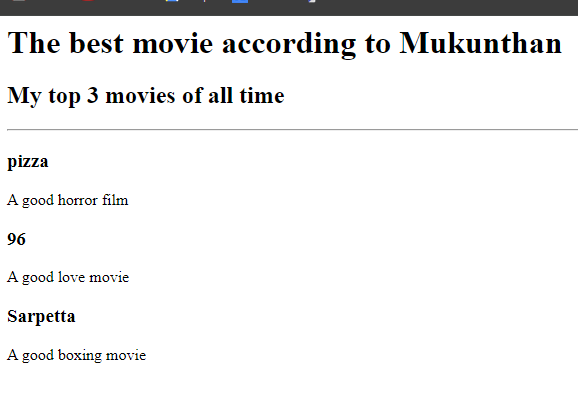 The best movie according to Mukunthan
My top 3 movies of all time
pizza
A good horror film
96
A good love movie
Sarpetta
A good boxing movie